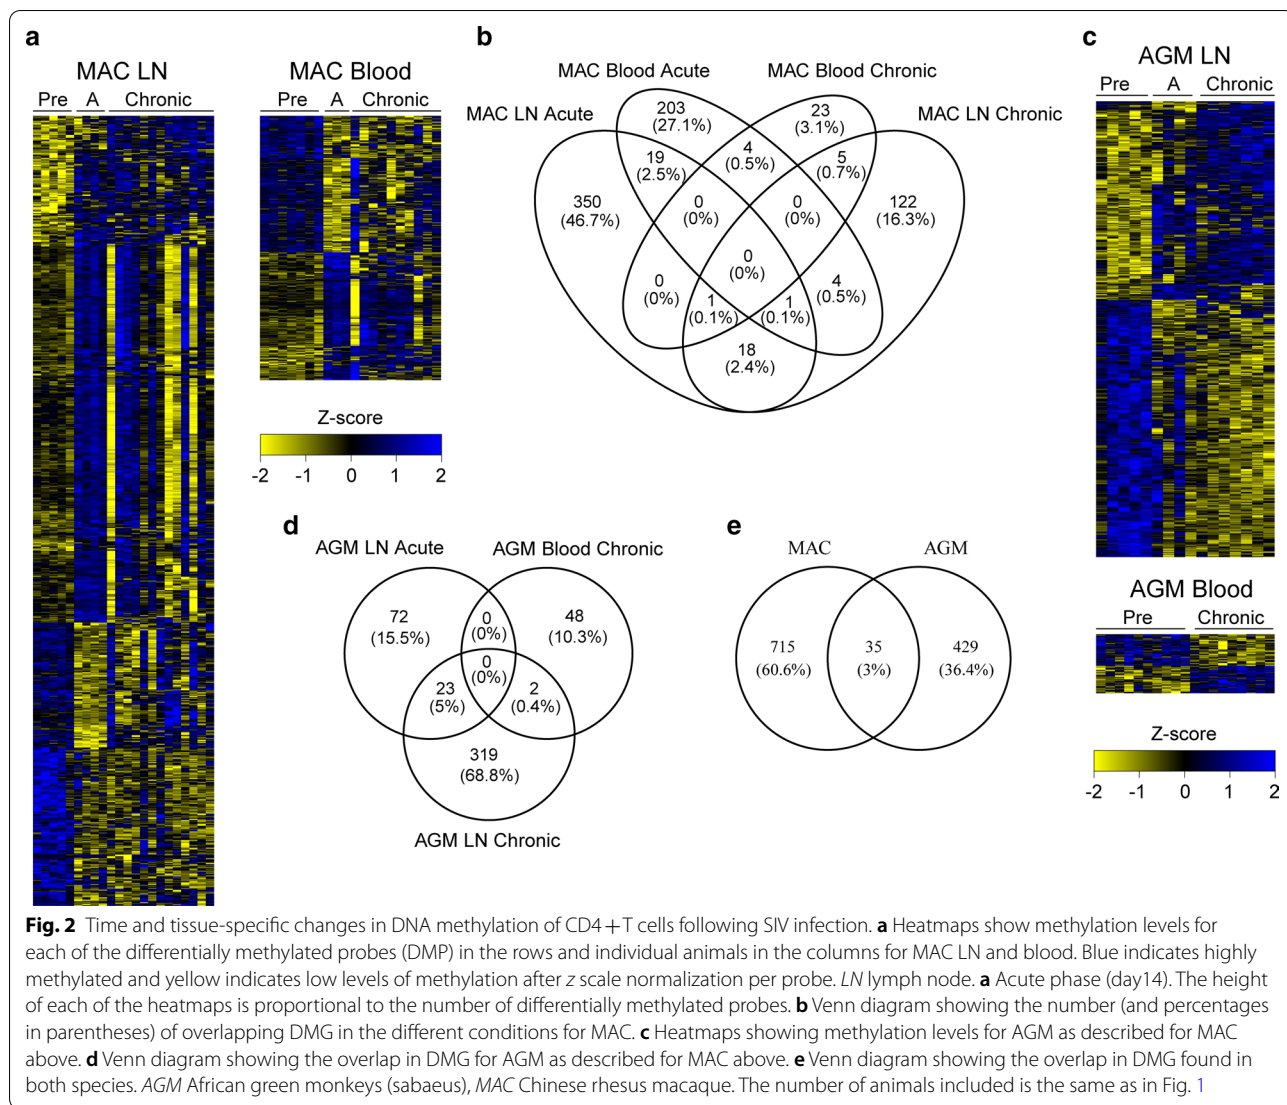 a
MAC LN
Pre A Chronic
MAC Blood
Pre A Chronic
Z-score
-2 -1 0 1 2
b
MAC Blood Acute
MAC Blood Chronic
MAC LN Acute
MAC LN Chronic
203
(27.1%)
23
(3.1%)
4
(0.5%)
19
(2.5%)
5
(0.7%)
350
(46.7%)
0
(0%)
0
(0%)
122
(16.3%)
0
(0%)
0
(0%)
4
(0.5%)
1
(0.1%)
1
(0.1%)
18
(2.4%)
c
AGM LN
Pre A Chronic
AGM Blood
Pre Chronic
Z-score
-2 -1 0 1 2
d
AGM LN Acute
AGM Blood Chronic
72
(15.5%)
0
(0%)
48
(10.3%)
0
(0%)
23
(5%)
2
(0.4%)
319
(68.8%)
AGM LN Chronic
e
MAC
AGM
715
(60.6%)
35
(3%)
429
(36.4%)
Fig. 2 Time and tissue-specific changes in DNA methylation of CD4+T cells following SIV infection. a Heatmaps show methylation levels for
each of the differentially methylated probes (DMP) in the rows and individual animals in the columns for MAC LN and blood. Blue indicates highly
methylated and yellow indicates low levels of methylation after z scale normalization per probe. LN lymph node. a Acute phase (day14). The height
of each of the heatmaps is proportional to the number of differentially methylated probes. b Venn diagram showing the number (and percentages
in parentheses) of overlapping DMG in the different conditions for MAC. c Heatmaps showing methylation levels for AGM as described for MAC
above. d Venn diagram showing the overlap in DMG for AGM as described for MAC above. e Venn diagram showing the overlap in DMG found in
both species. AGM African green monkeys (sabaeus), MAC Chinese rhesus macaque. The number of animals included is the same as in Fig. 1